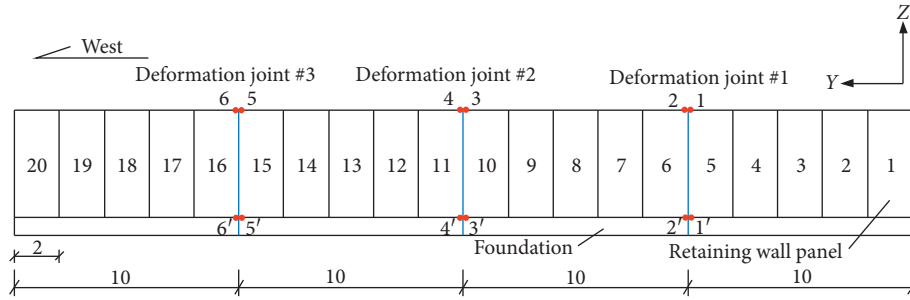 Z
West
Deformation joint #3 Deformation joint #2 Deformation joint #1
Y
6 5 4 3 2 1
20 19 18 17 16 15 14 13 12 11 10 9 8 7 6 5 4 3 2 1
6′ 5′ 4′ 3′ 2′ 1′
2 Foundation Retaining wall panel
10 10 10 10